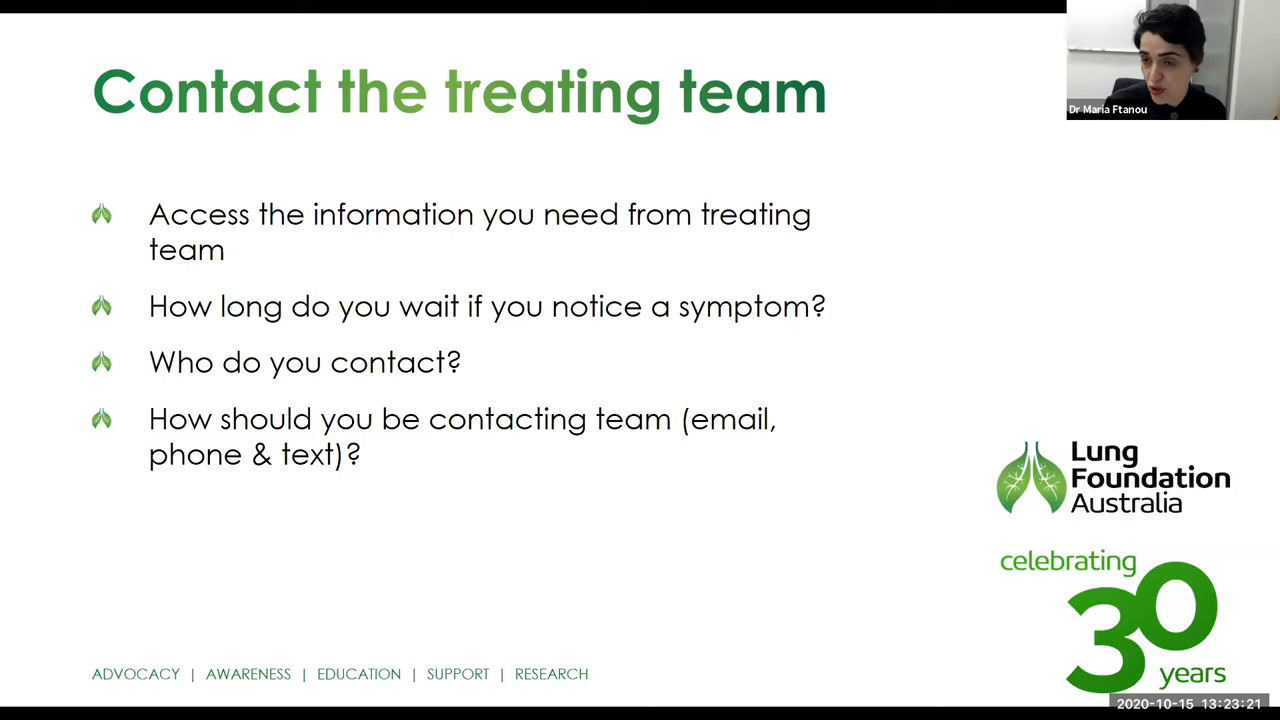 Contact the treating team
Dr Maria Ftanou
Access the information you need from treating
team
How long do you wait if you notice a symptom?
Who do you contact?
How should you be contacting team (email,
phone & text)?
Lung
Foundation
Australia
celebrating
30
years
ADVOCACY | AWARENESS | EDUCATION | SUPPORT | RESEARCH
2020-10-15 13:23:21